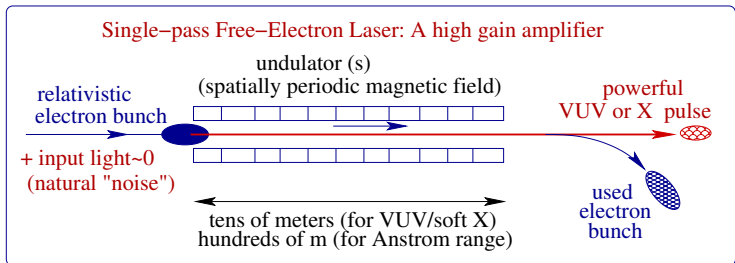 Single−pass Free−Electron Laser: A high gain amplifier
undulator (s)
(spatially periodic magnetic field)
relativistic
electron bunch
+ input light~0
(natural "noise")
powerful
VUV or X pulse
used
electron
bunch
tens of meters (for VUV/soft X)
hundreds of m (for Anstrom range)